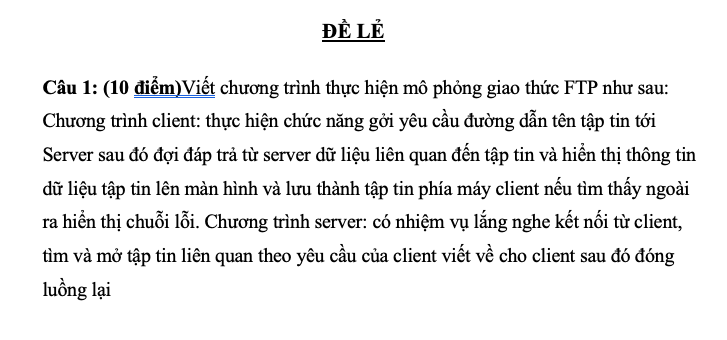 ĐỀ LẺ
Câu 1: (10 điểm)Viết chương trình thực hiện mô phỏng giao thức FTP như sau:
Chương trình client: thực hiện chức năng gởi yêu cầu đường dẫn tên tập tin tới
Server sau đó đợi đáp trả từ server dữ liệu liên quan đến tập tin và hiển thị thông tin
dữ liệu tập tin lên màn hình và lưu thành tập tin phía máy client nếu tìm thấy ngoài
ra hiển thị chuỗi lỗi. Chương trình server: có nhiệm vụ lắng nghe kết nối từ client,
tìm và mở tập tin liên quan theo yêu cầu của client viết về cho client sau đó đóng
luồng lại